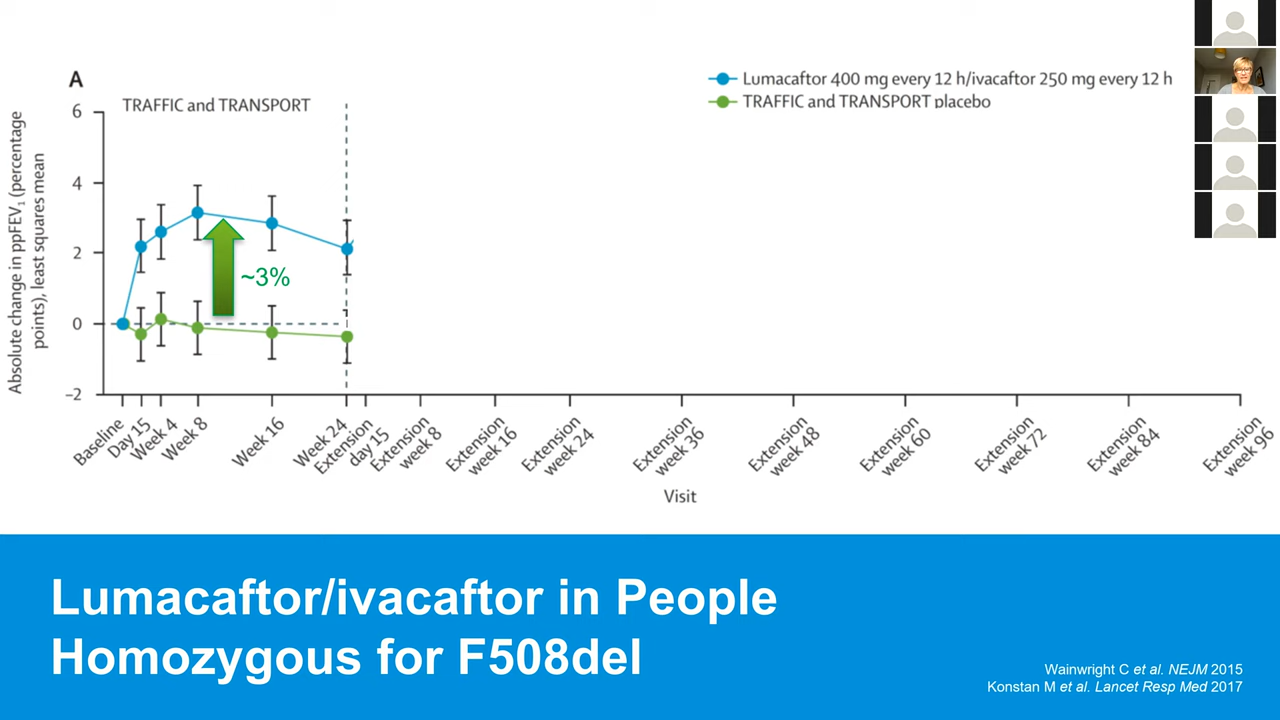 A
TRAFFIC and TRANSPORT
Lumacaftor 400 mg every 12 h/ivacaftor 250 mg every 12 h
TRAFFIC and TRANSPORT placebo
Absolute change in ppFEV₁ (percentage
points), least squares mean
6
4
2
0
–2
~3%
Baseline
Day 15
Week 4
Week 8
Week 16
Week 24
Extension
day 15
Extension
week 8
Extension
week 16
Extension
week 24
Extension
week 36
Extension
week 48
Extension
week 60
Extension
week 72
Extension
week 84
Extension
week 96
Visit
Lumacaftor/ivacaftor in People
Homozygous for F508del
Wainwright C et al. NEJM 2015
Konstan M et al. Lancet Resp Med 2017